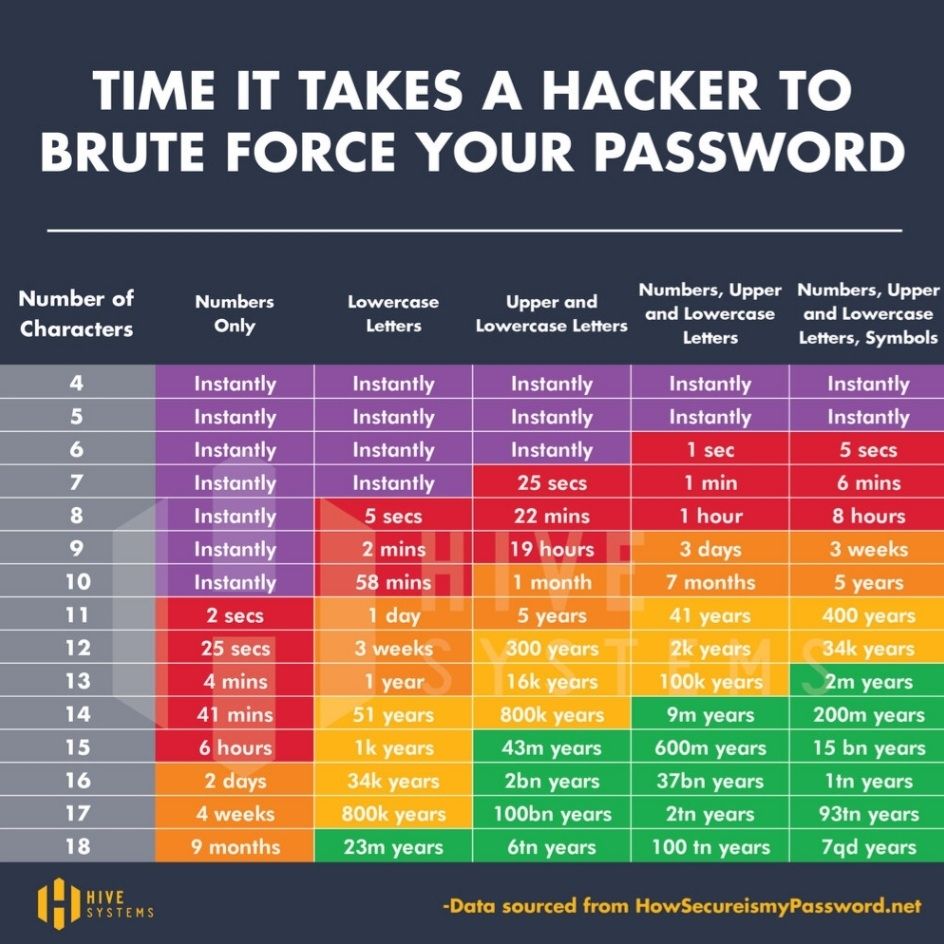 TIME IT TAKES A HACKER TO
BRUTE FORCE YOUR PASSWORD
Number of Characters Numbers Only Lowercase Letters Upper and Lowercase Letters Numbers, Upper and Lowercase Letters Numbers, Upper and Lowercase Letters, Symbols
4 Instantly Instantly Instantly Instantly Instantly
5 Instantly Instantly Instantly Instantly Instantly
6 Instantly Instantly Instantly 1 sec 5 secs
7 Instantly Instantly 25 secs 1 min 6 mins
8 Instantly 5 secs 22 mins 1 hour 8 hours
9 Instantly 2 mins 19 hours 3 days 3 weeks
10 Instantly 58 mins 1 month 7 months 5 years
11 2 secs 1 day 5 years 41 years 400 years
12 25 secs 3 weeks 300 years 2k years 34k years
13 4 mins 1 year 16k years 100k years 2m years
14 41 mins 51 years 800k years 9m years 200m years
15 6 hours 1k years 43m years 600m years 15 bn years
16 2 days 34k years 2bn years 37bn years 1tn years
17 4 weeks 800k years 100bn years 2tn years 93tn years
18 9 months 23m years 6tn years 100 tn years 7qd years
HIVE
SYSTEMS
HIVE
SYSTEMS
-Data sourced from HowSecureismyPassword.net